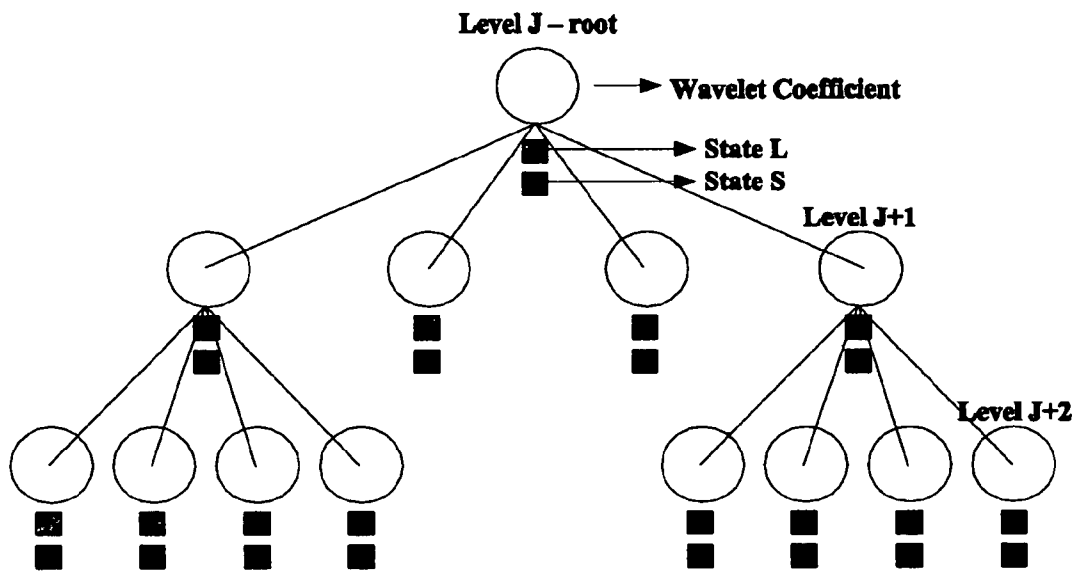 Level J – root
Wavelet Coefficient
State L
State S
Level J+1
Level J+2